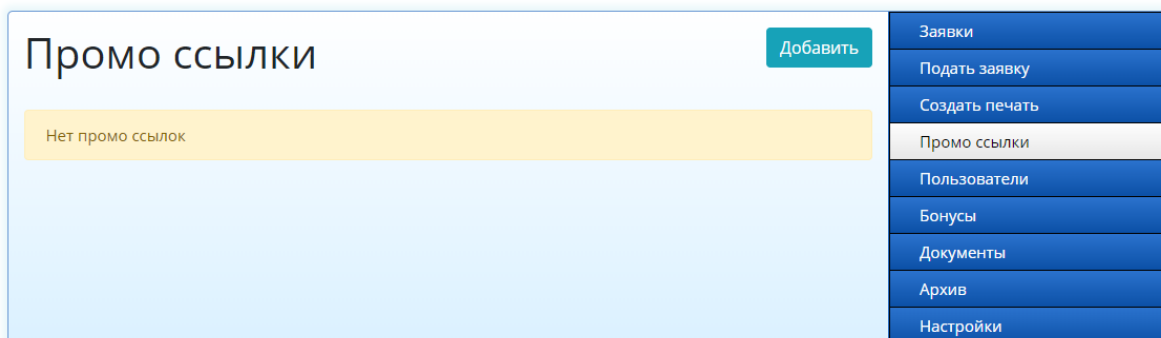 Промо ссылки
Добавить
Нет промо ссылок
Заявки
Подать заявку
Создать печать
Промо ссылки
Пользователи
Бонусы
Документы
Архив
Настройки